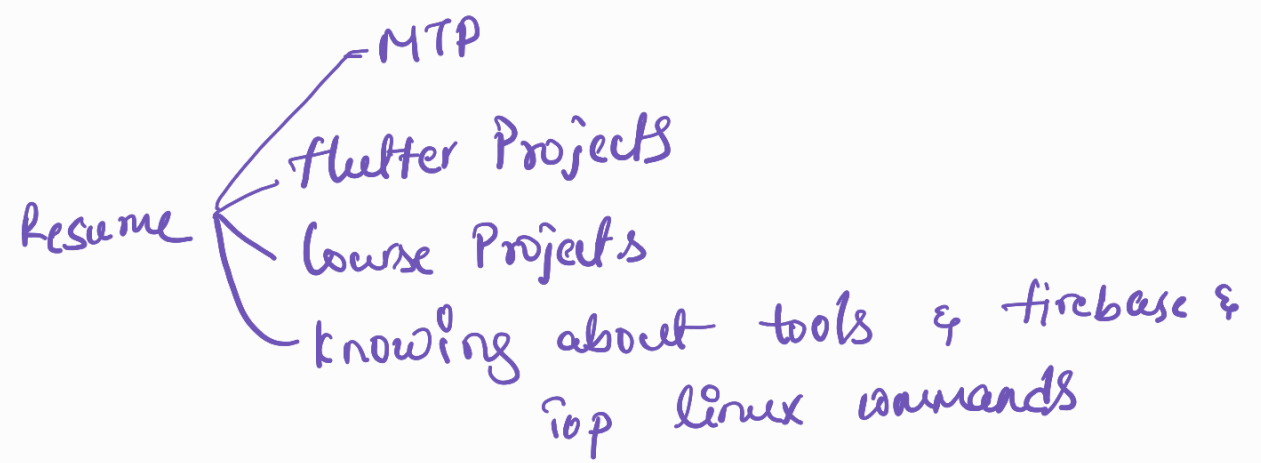 MTP
flutter Projects
Resume
Course Projects
Knowing about tools & firebase &
Top linux commands